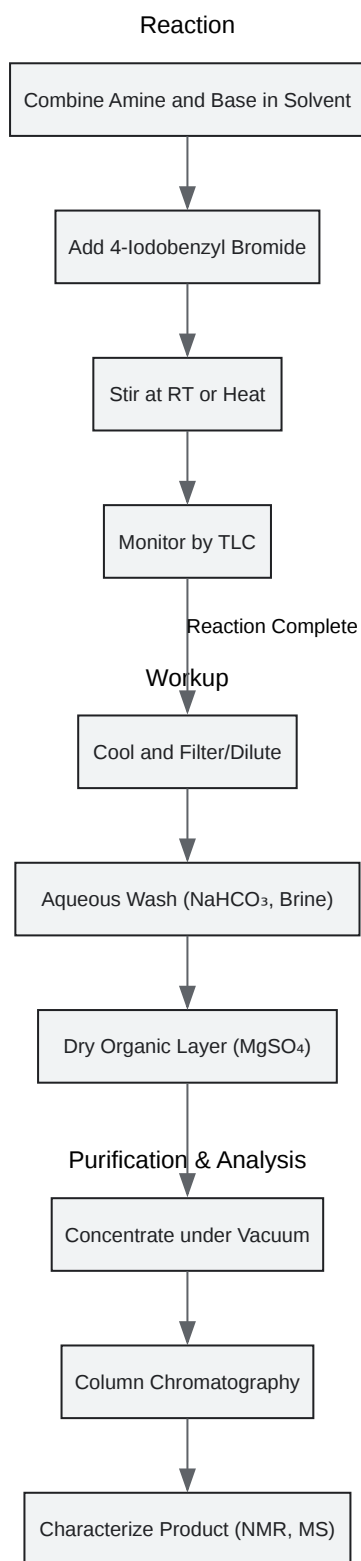 Reaction
Combine Amine and Base in Solvent
Add 4-Iodobenzyl Bromide
Stir at RT or Heat
Monitor by TLC
Reaction Complete
Workup
Cool and Filter/Dilute
Aqueous Wash (NaHCO₃, Brine)
Dry Organic Layer (MgSO₄)
Purification & Analysis
Concentrate under Vacuum
Column Chromatography
Characterize Product (NMR, MS)